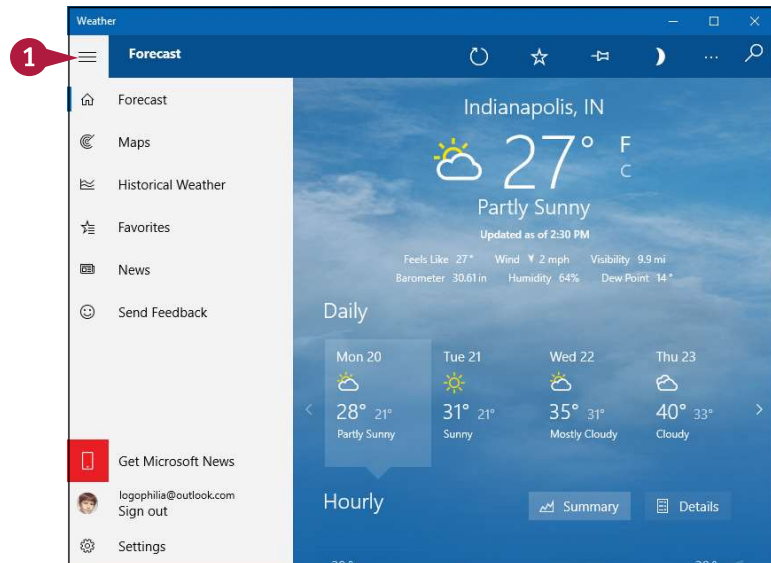 Weather
1
Forecast
Forecast
Maps
Historical Weather
Favorites
News
Send Feedback
Get Microsoft News
logophilia@outlook.com
Sign out
Settings
Indianapolis, IN
27° F
C
Partly Sunny
Updated as of 2:30 PM
Feels Like 27° Wind 2 mph Visibility 9.9 mi
Barometer 30.61 in Humidity 64% Dew Point 14°
Daily
Mon 20 Tue 21 Wed 22 Thu 23
28° 21° 31° 21° 35° 31° 40° 33°
Partly Sunny Sunny Mostly Cloudy Cloudy
Hourly Summary Details